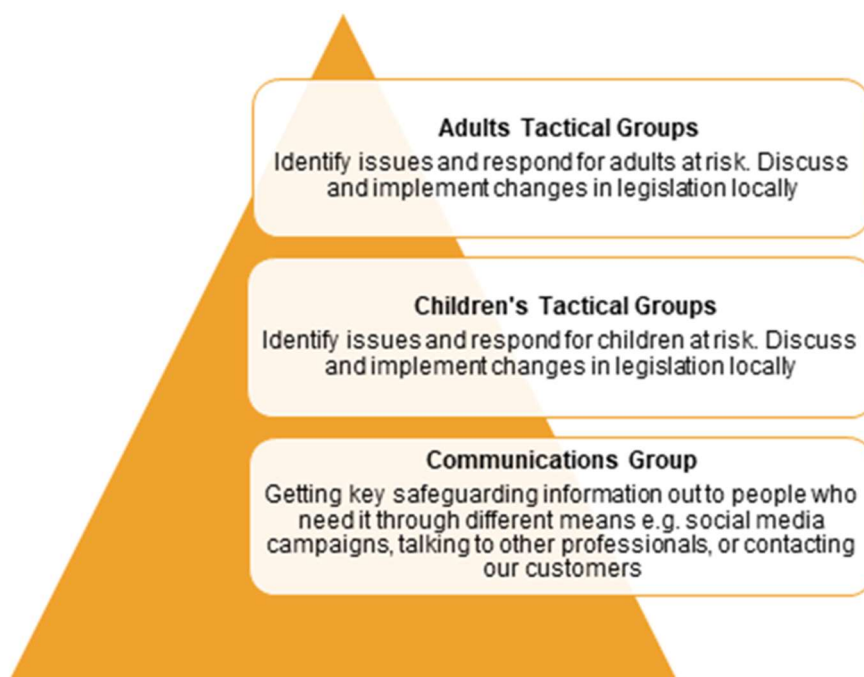 Adults Tactical Groups
Identify issues and respond for adults at risk. Discuss
and implement changes in legislation locally
Children's Tactical Groups
Identify issues and respond for children at risk. Discuss
and implement changes in legislation locally
Communications Group
Getting key safeguarding information out to people who
need it through different means e.g. social media
campaigns, talking to other professionals, or contacting
our customers